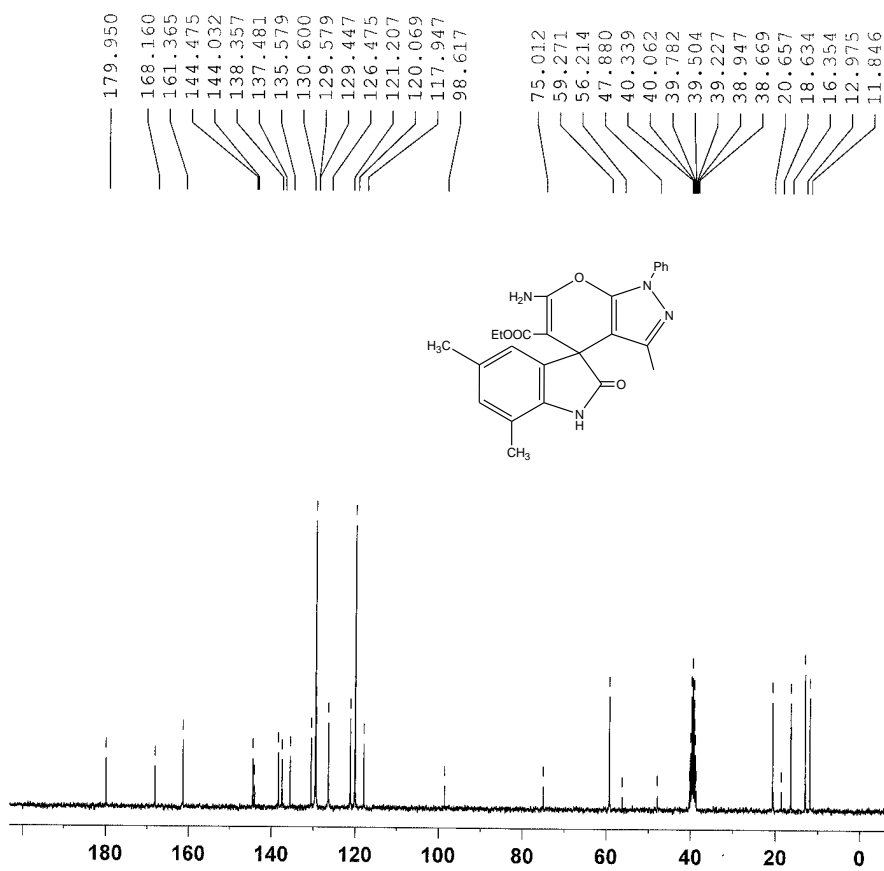 179.950
168.160
161.365
144.475
144.032
138.357
137.481
135.579
130.600
129.579
129.447
126.475
121.207
120.069
117.947
98.617
75.012
59.271
56.214
47.880
40.339
40.062
39.782
39.504
39.227
38.947
38.669
20.657
18.634
16.354
12.975
11.846
Ph
O
N
H₂N
N
EtOOC
H₃C
O
N
H
CH₃
180 160 140 120 100 80 60 40 20 0